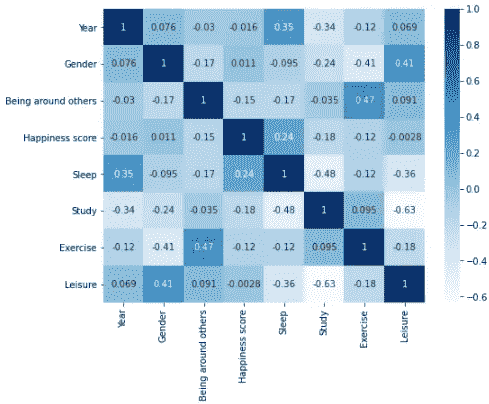 Year 1 0.076 -0.03 -0.016 0.35 -0.34 -0.12 0.069
Gender 0.076 1 -0.17 0.011 -0.095 -0.24 -0.41 0.41
Being around others -0.03 -0.17 1 -0.15 -0.17 -0.035 0.47 0.091
Happiness score -0.016 0.011 -0.15 1 0.24 -0.18 -0.12 -0.0028
Sleep 0.35 -0.095 -0.17 0.24 1 -0.48 -0.12 -0.36
Study -0.34 -0.24 -0.035 -0.18 -0.48 1 0.095 -0.63
Exercise -0.12 -0.41 0.47 -0.12 -0.12 0.095 1 -0.18
Leisure 0.069 0.41 0.091 -0.0028 -0.36 -0.63 -0.18 1
Year
Gender
Being around others
Happiness score
Sleep
Study
Exercise
Leisure
1.0
0.8
0.6
0.4
0.2
0.0
-0.2
-0.4
-0.6